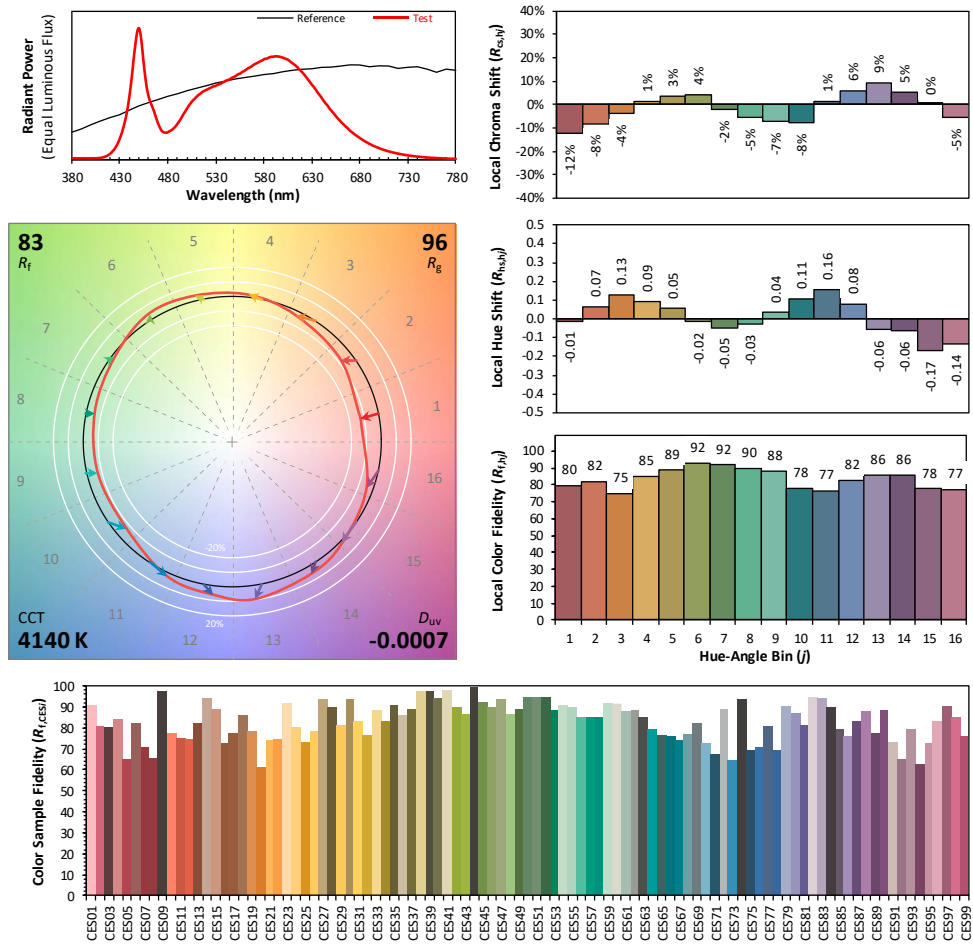 Radiant Power
(Equal Luminous Flux)
Reference
Test
380
430
480
530
580
630
680
730
780
Wavelength (nm)
Local Chroma Shift (Rcs,hj)
40%
30%
20%
10%
0%
-10%
-20%
-30%
-40%
-12%
-8%
-4%
1%
3%
4%
-2%
-5%
-7%
-8%
1%
6%
9%
5%
0%
-5%
83
Rf
96
Rg
CCT
4140 K
Duv
-0.0007
-20%
20%
1
2
3
4
5
6
7
8
9
10
11
12
13
14
15
16
Local Hue Shift (Rhs,hj)
0.5
0.4
0.3
0.2
0.1
0.0
-0.1
-0.2
-0.3
-0.4
-0.5
-0.01
0.07
0.13
0.09
0.05
-0.02
-0.05
-0.03
0.04
0.11
0.16
0.08
-0.06
-0.06
-0.17
-0.14
Local Color Fidelity (Rf,hj)
100
90
80
70
60
50
40
30
20
10
0
80
82
75
85
89
92
92
90
88
78
77
82
86
86
78
77
1
2
3
4
5
6
7
8
9
10
11
12
13
14
15
16
Hue-Angle Bin (j)
Color Sample Fidelity (Rf,CESi)
100
90
80
70
60
50
40
30
20
10
0
CES01
CES03
CES05
CES07
CES09
CES11
CES13
CES15
CES17
CES19
CES21
CES23
CES25
CES27
CES29
CES31
CES33
CES35
CES37
CES39
CES41
CES43
CES45
CES47
CES49
CES51
CES53
CES55
CES57
CES59
CES61
CES63
CES65
CES67
CES69
CES71
CES73
CES75
CES77
CES79
CES81
CES83
CES85
CES87
CES89
CES91
CES93
CES95
CES97
CES99